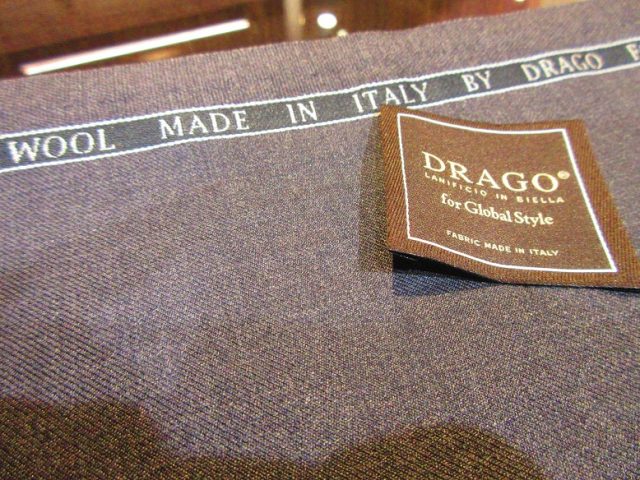 WOOL MADE IN ITALY BY DRAGO
DRAGO®
LANIFICIO IN BIELLA
for Global Style
FABRIC MADE IN ITALY